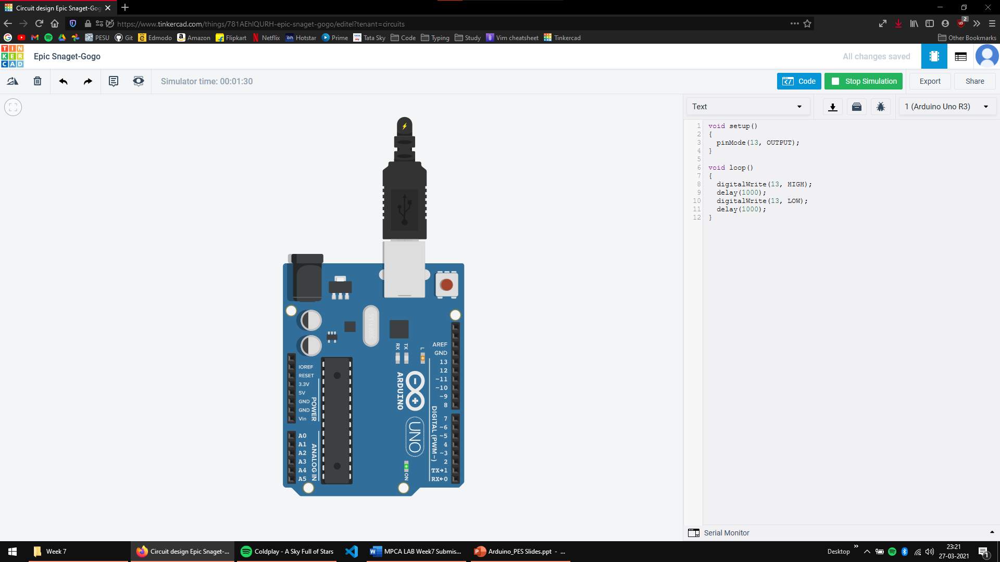 Circuit design Epic Snaget-Gog
https://www.tinkercad.com/things/781AEhIQURH-epic-snaget-gogo/editel?tenant=circuits
2
PESU Git Edmodo Amazon Flipkart Netflix Hotstar Prime Tata Sky Code Typing Study Vim cheatsheet Tinkercad Other Bookmarks
TIN
KER
CAD
Epic Snaget-Gogo
All changes saved
Simulator time: 00:01:30
Code
Stop Simulation
Export
Share
Text
1 (Arduino Uno R3)
1 void setup()
2 {
3 pinMode(13, OUTPUT);
4 }
5
6 void loop()
7 {
8 digitalWrite(13, HIGH);
9 delay(1000);
10 digitalWrite(13, LOW);
11 delay(1000);
12 }
RX TX L
AREF
GND
13
12
~11
~10
~9
8
7
~6
~5
4
~3
2
TX→1
RX←0
DIGITAL (PWM~)
ARDUINO
UNO
ON
IOREF
RESET
3.3V
5V
GND
GND
Vin
POWER
A0
A1
A2
A3
A4
A5
ANALOG IN
Serial Monitor
Week 7
Circuit design Epic Snaget-...
Coldplay - A Sky Full of Stars
MPCA LAB Week7 Submis...
Arduino_PES Slides.ppt - ...
Desktop
23:21
27-03-2021
1